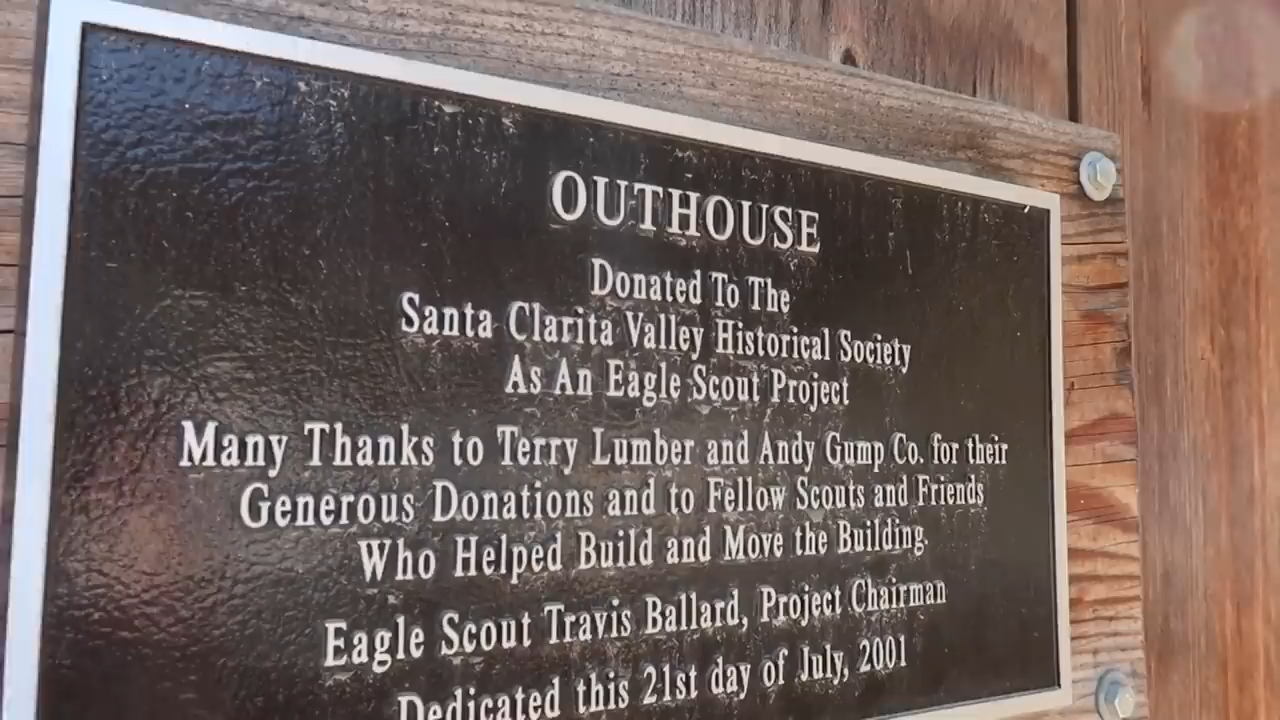 OUTHOUSE
Donated To The
Santa Clarita Valley Historical Society
As An Eagle Scout Project
Many Thanks to Terry Lumber and Andy Gump Co. for their
Generous Donations and to Fellow Scouts and Friends
Who Helped Build and Move the Building.
Eagle Scout Travis Ballard, Project Chairman
Dedicated this 21st day of July, 2001